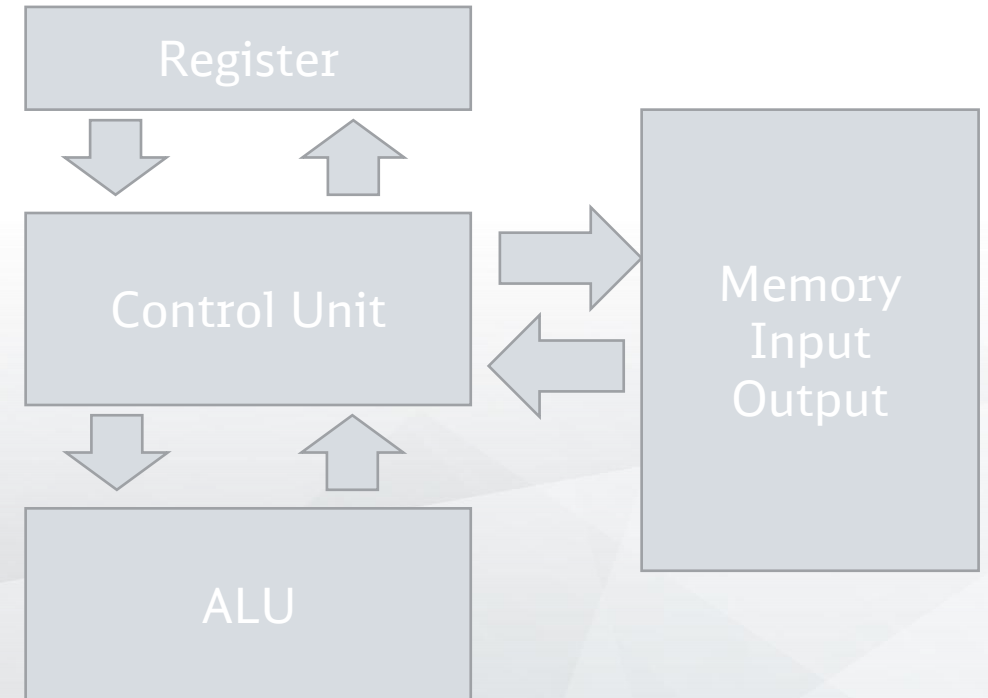 Register
Control Unit
Memory
Input
Output
ALU